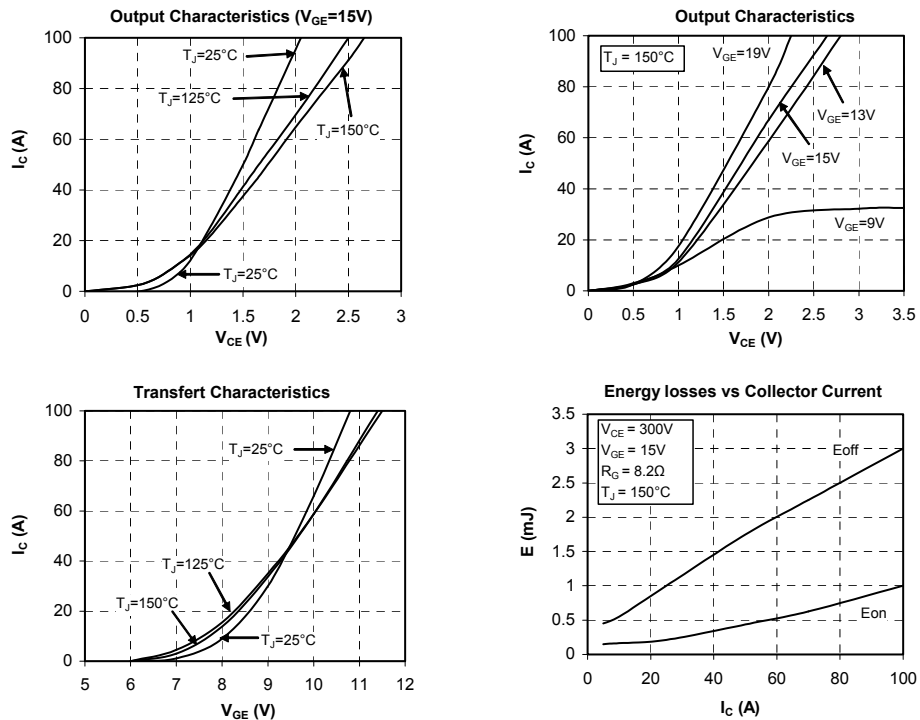 Output Characteristics (VGE=15V)
100
80
60
40
20
0
IC (A)
TJ=25°C
TJ=125°C
TJ=150°C
TJ=25°C
0 0.5 1 1.5 2 2.5 3
VCE (V)
Output Characteristics
100
80
60
40
20
0
IC (A)
TJ = 150°C
VGE=19V
VGE=13V
VGE=15V
VGE=9V
0 0.5 1 1.5 2 2.5 3 3.5
VCE (V)
Transfert Characteristics
100
80
60
40
20
0
IC (A)
TJ=25°C
TJ=125°C
TJ=150°C
TJ=25°C
5 6 7 8 9 10 11 12
VGE (V)
Energy losses vs Collector Current
3.5
3
2.5
2
1.5
1
0.5
0
E (mJ)
VCE = 300V
VGE = 15V
RG = 8.2Ω
TJ = 150°C
Eoff
Eon
0 20 40 60 80 100
IC (A)